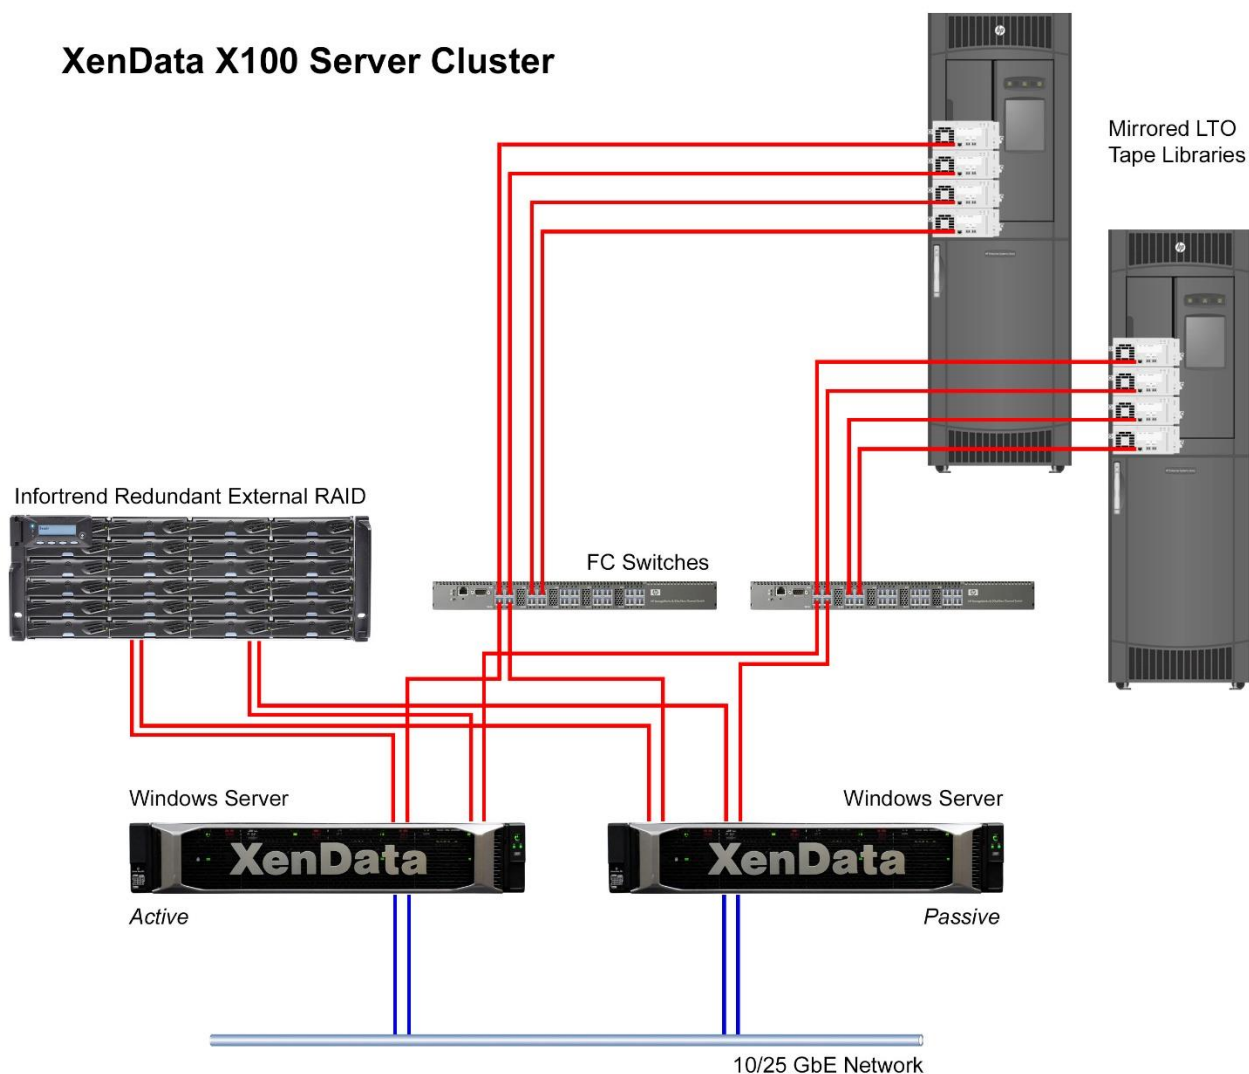 XenData X100 Server Cluster
Mirrored LTO
Tape Libraries
Infortrend Redundant External RAID
FC Switches
Windows Server
Windows Server
XenData
XenData
Active
Passive
10/25 GbE Network